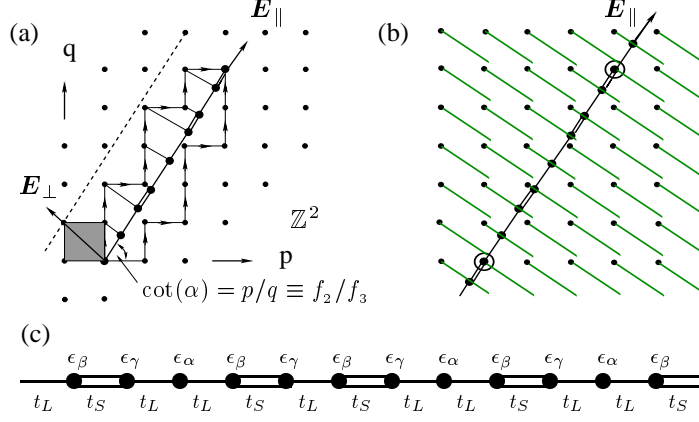 (a)
q
E∥
(b)
E∥
E⊥
ℤ²
p
cot(α) = p/q ≡ f₂/f₃
(c)
ϵβ ϵγ ϵα ϵβ ϵγ ϵβ ϵγ ϵα ϵβ ϵγ ϵα ϵβ
tL tS tL tL tS tL tS tL tL tS tL tL tS